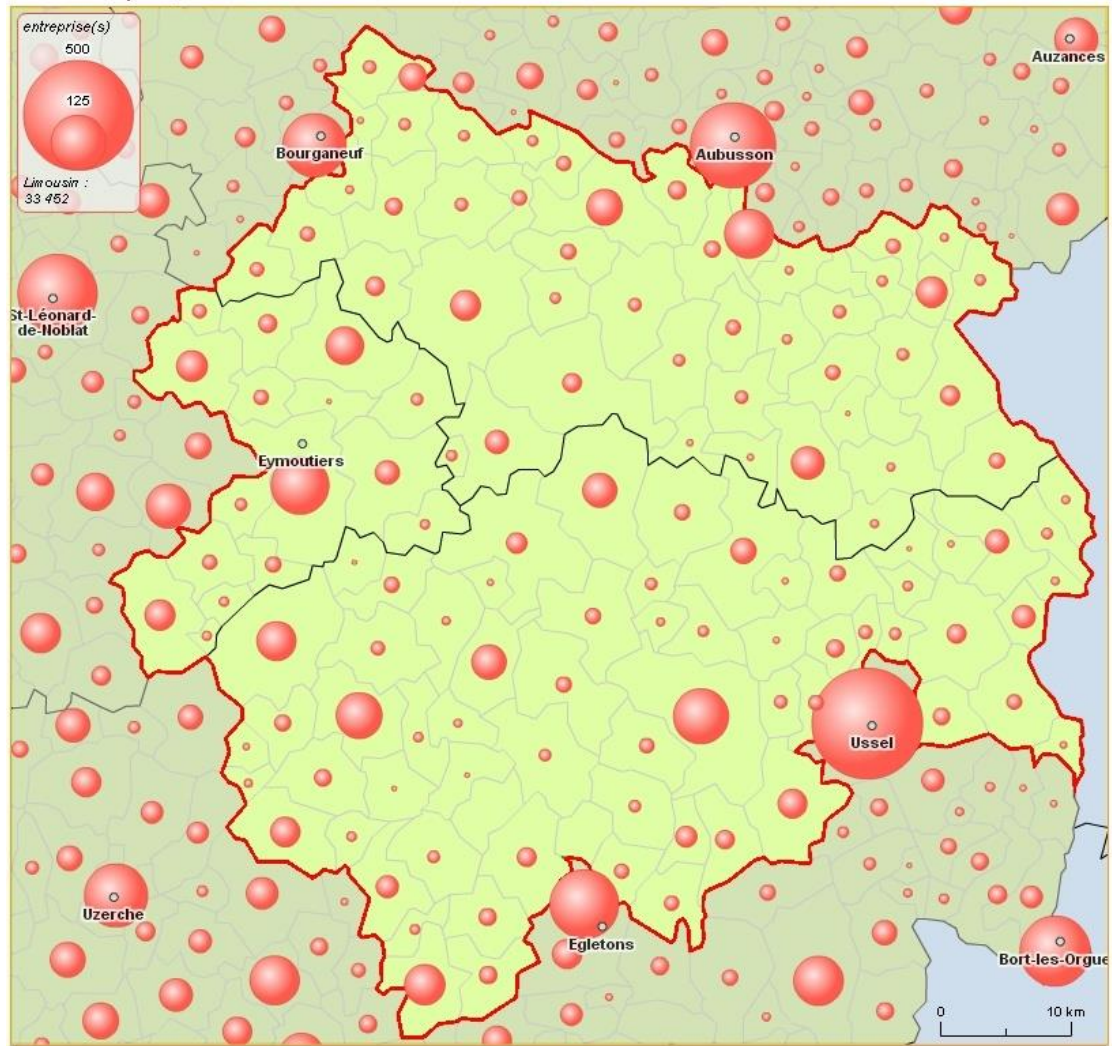 entreprise(s)
500
125
Limousin :
33 452
Auzances
Bourganeuf
Aubusson
St-Léonard-
de-Noblat
Eymoutiers
Ussel
Uzerche
Egletons
Bort-les-Orgue
0 10 km